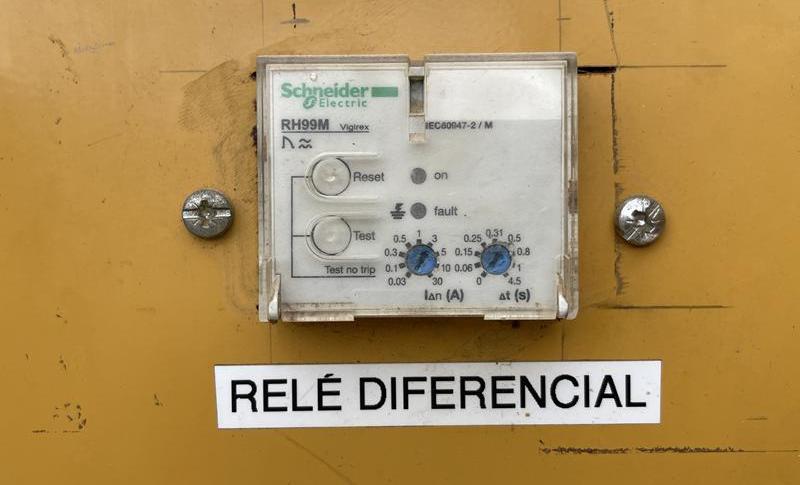 Schneider
Electric
RH99M Vigirex
IEC60947-2 / M
Reset
on
fault
Test
Test no trip
0.03 0.1 0.3 0.5 1 3 5 10 30
IΔn (A)
0 0.06 0.15 0.25 0.31 0.5 0.8 1 4.5
Δt (s)
RELÉ DIFERENCIAL